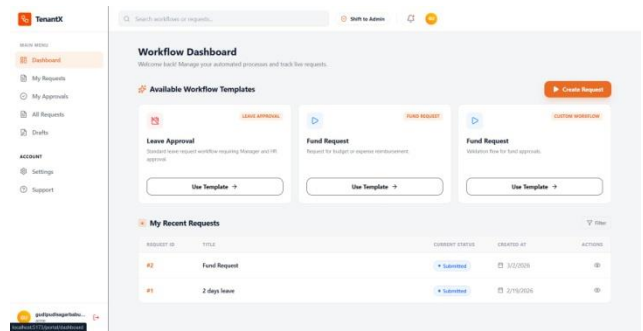 TenantX
Search workflows or requests...
Shift to Admin
MAIN MENU
Dashboard
My Requests
My Approvals
All Requests
Drafts
ACCOUNT
Settings
Support
Workflow Dashboard
Welcome back! Manage your automated processes and track live requests.
Available Workflow Templates
Create Request
LEAVE APPROVAL
Leave Approval
Standard leave request workflow requiring Manager and HR approval.
Use Template →
FUND REQUEST
Fund Request
Request for budget or expense reimbursement.
Use Template →
CUSTOM WORKFLOW
Fund Request
Validation flow for fund approvals.
Use Template →
My Recent Requests
Filter
REQUEST ID TITLE CURRENT STATUS CREATED AT ACTIONS
#2 Fund Request Submitted 3/2/2026
#1 2 days leave Submitted 2/19/2026
localhost:5173/portal/dashboard